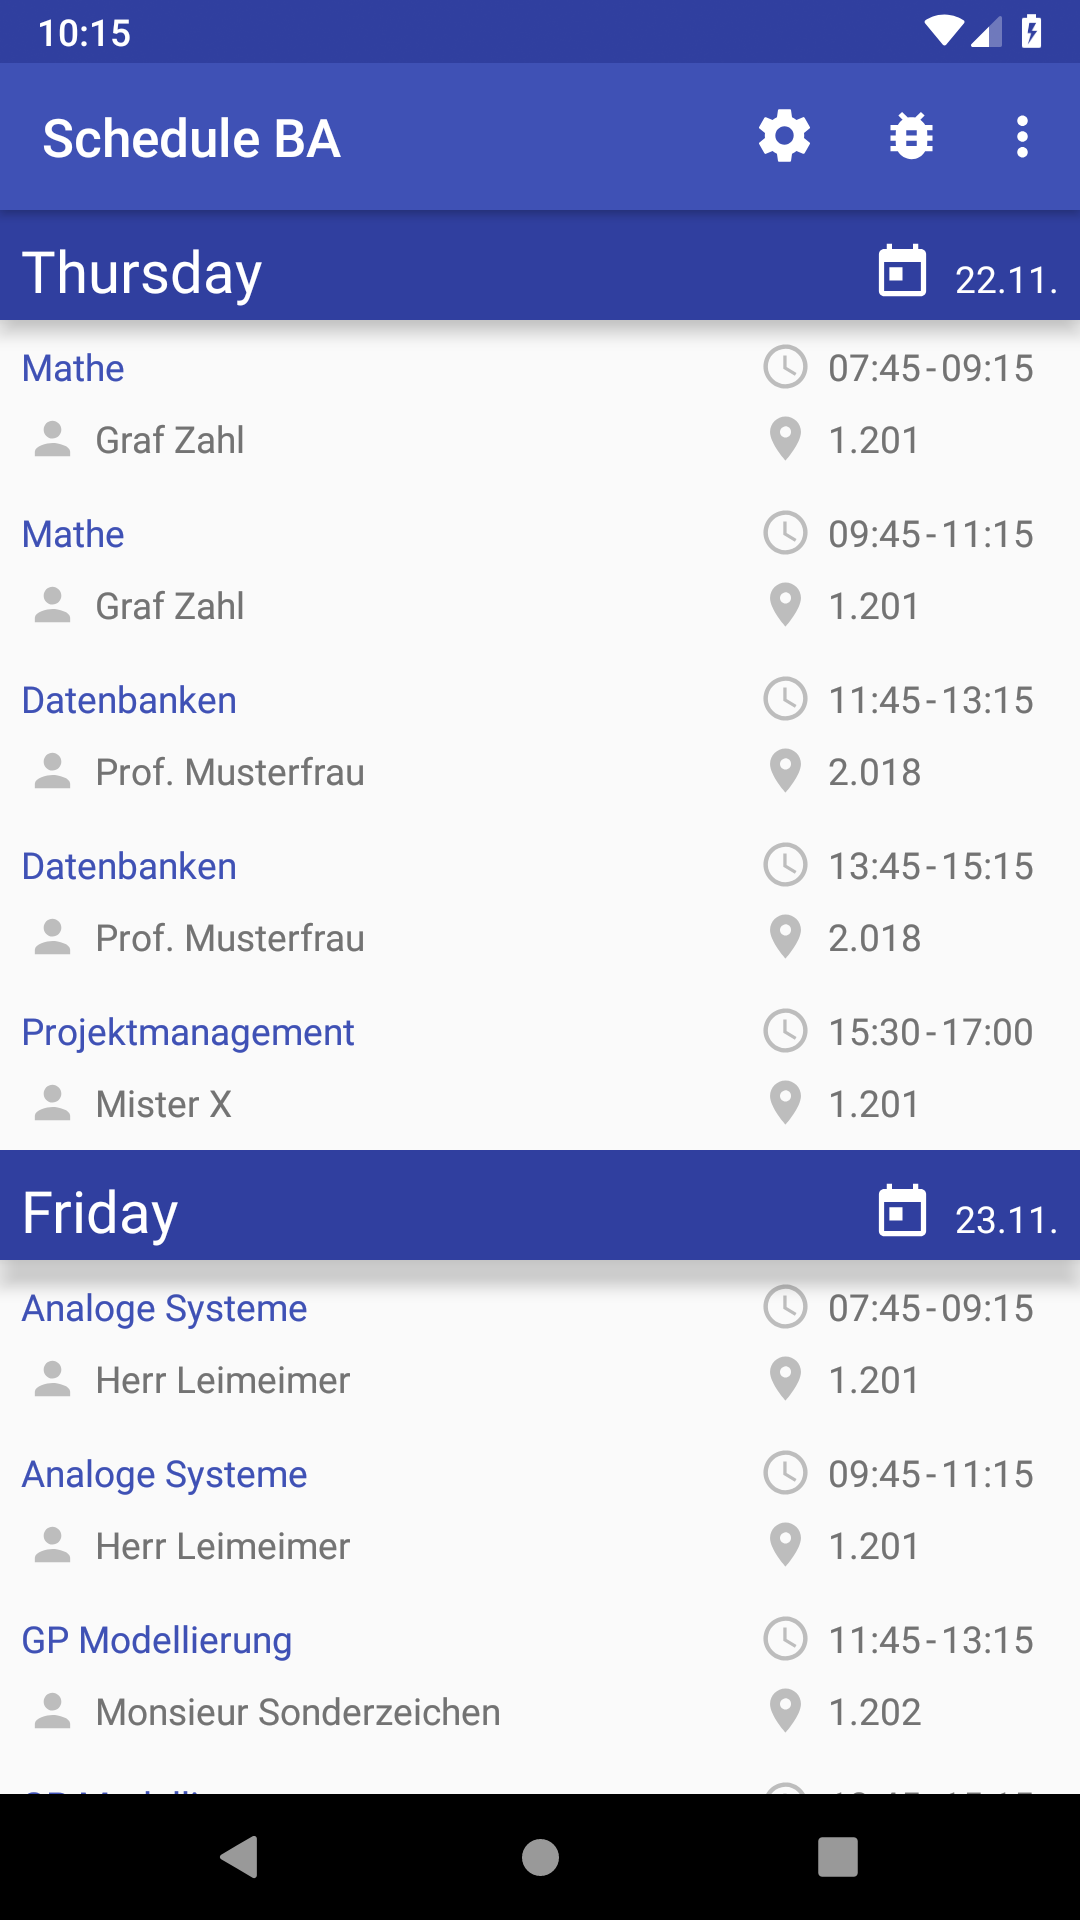 10:15
Schedule BA
Thursday 22.11.
Mathe 07:45-09:15
Graf Zahl 1.201
Mathe 09:45-11:15
Graf Zahl 1.201
Datenbanken 11:45-13:15
Prof. Musterfrau 2.018
Datenbanken 13:45-15:15
Prof. Musterfrau 2.018
Projektmanagement 15:30-17:00
Mister X 1.201
Friday 23.11.
Analoge Systeme 07:45-09:15
Herr Leimeimer 1.201
Analoge Systeme 09:45-11:15
Herr Leimeimer 1.201
GP Modellierung 11:45-13:15
Monsieur Sonderzeichen 1.202